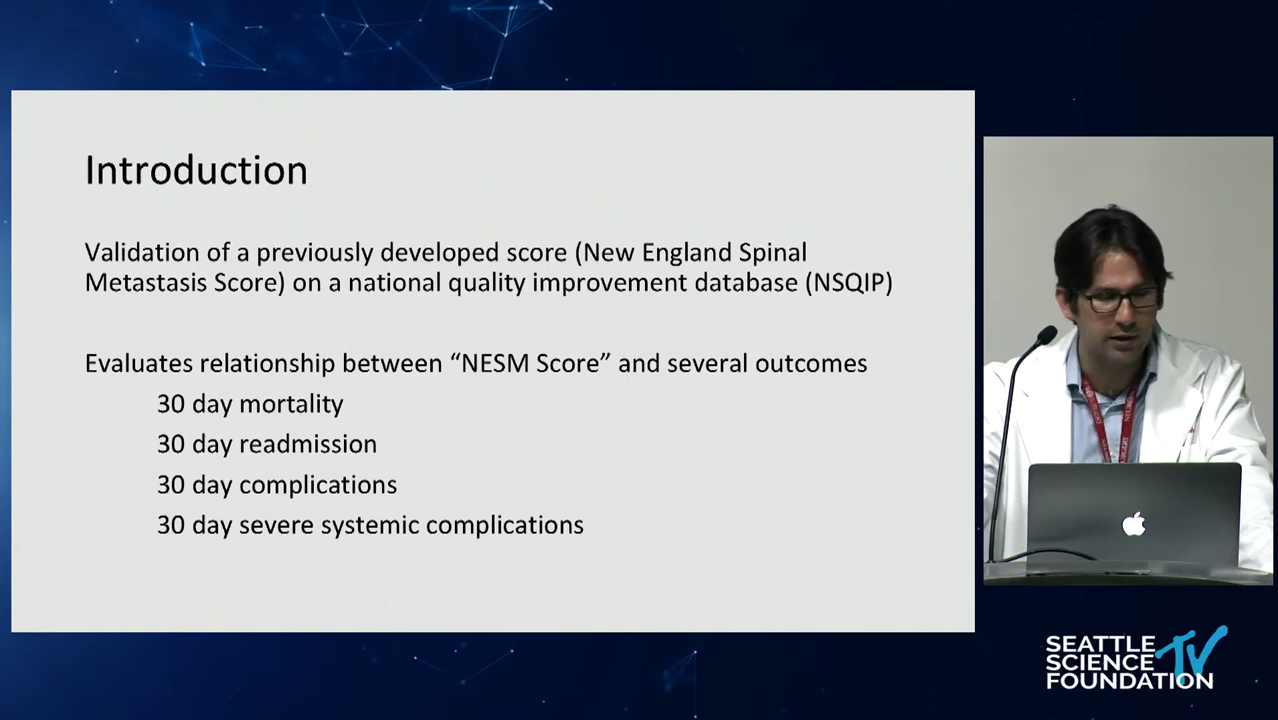 Introduction
Validation of a previously developed score (New England Spinal
Metastasis Score) on a national quality improvement database (NSQIP)
Evaluates relationship between “NESM Score” and several outcomes
30 day mortality
30 day readmission
30 day complications
30 day severe systemic complications
SEATTLE
SCIENCE
FOUNDATION
TV